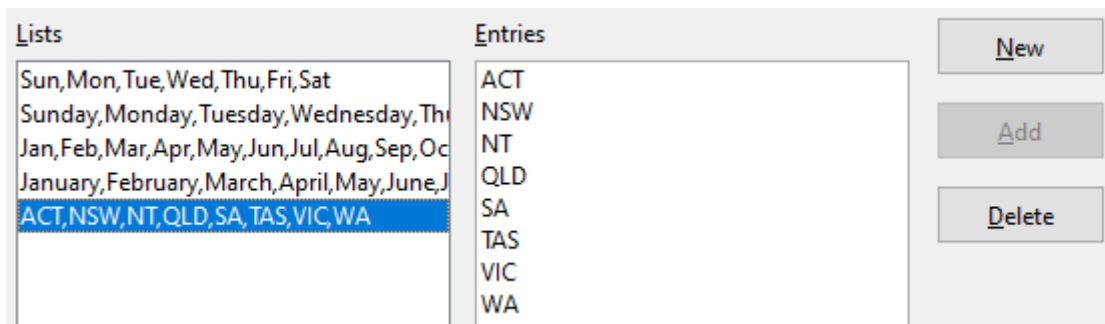 Lists
Sun,Mon,Tue,Wed,Thu,Fri,Sat
Sunday,Monday,Tuesday,Wednesday,Thu
Jan,Feb,Mar,Apr,May,Jun,Jul,Aug,Sep,Oc
January,February,March,April,May,June,J
ACT,NSW,NT,QLD,SA,TAS,VIC,WA
Entries
ACT
NSW
NT
QLD
SA
TAS
VIC
WA
New
Add
Delete